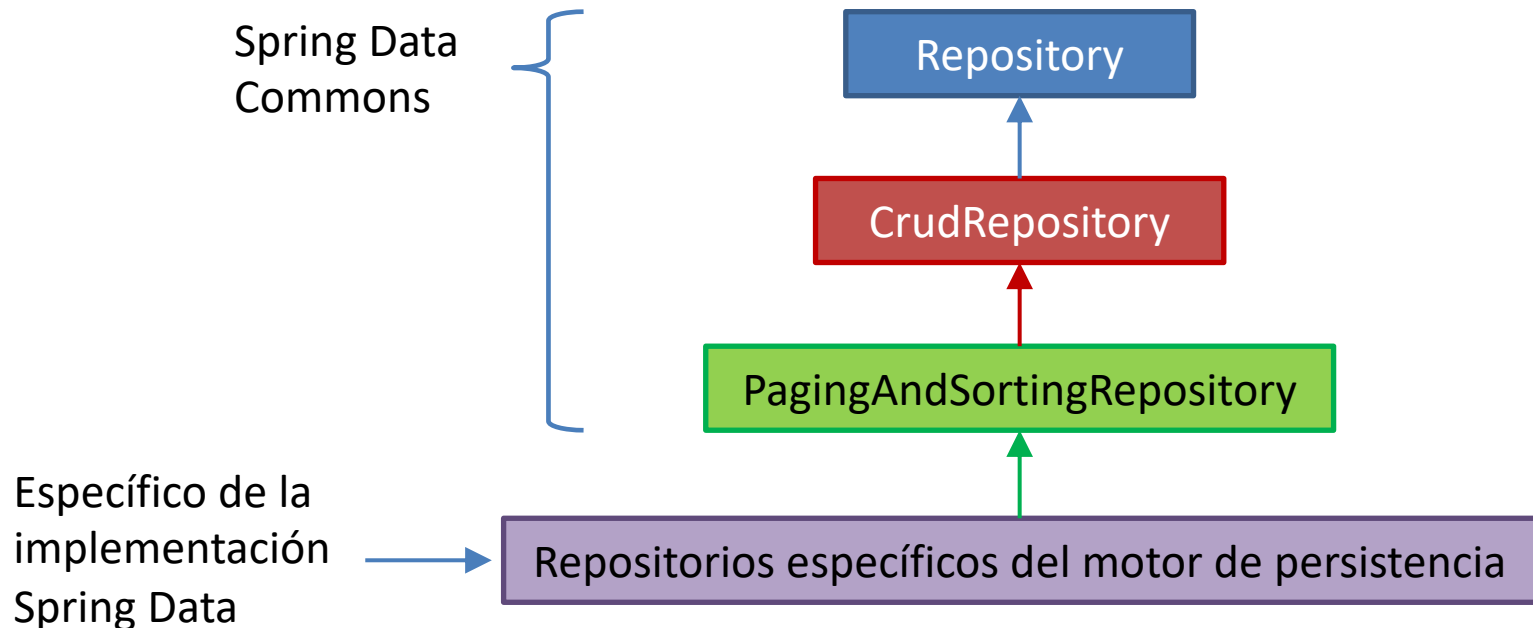 Spring Data
Commons
Repository
CrudRepository
PagingAndSortingRepository
Específico de la
implementación
Spring Data
Repositorios específicos del motor de persistencia